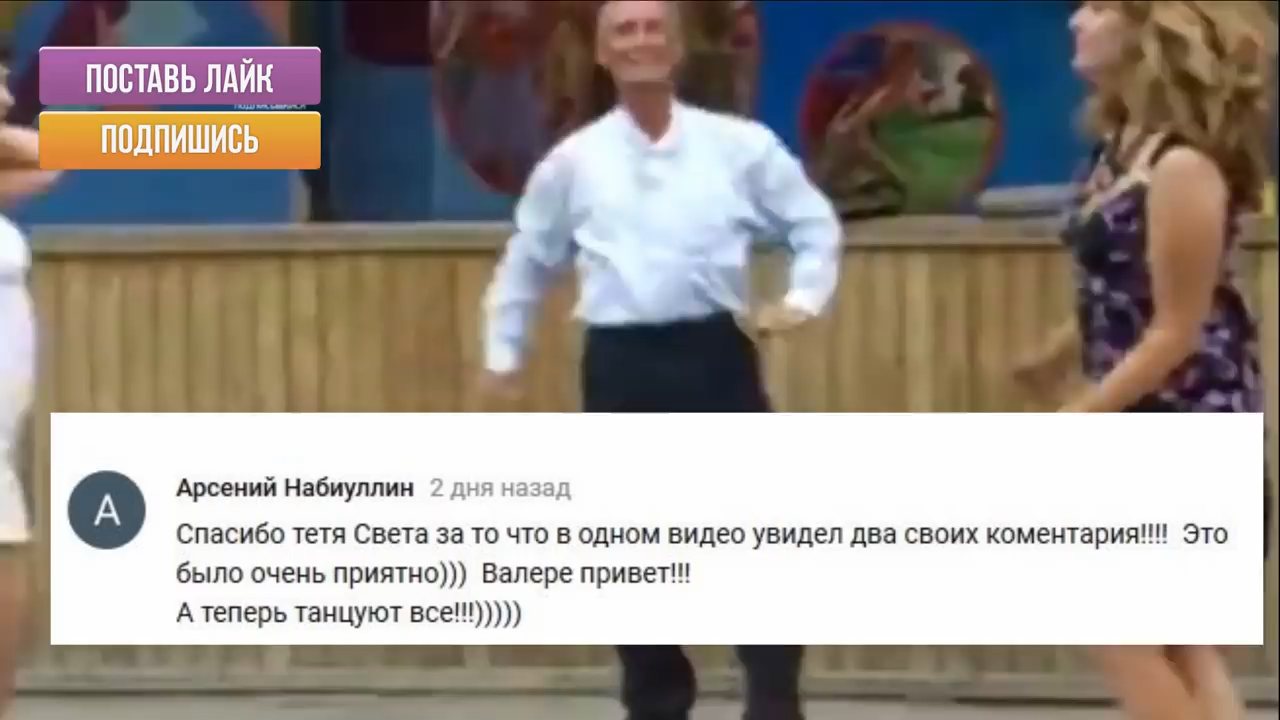 ПОСТАВЬ ЛАЙК
ПОДПИШИСЬ
А
Арсений Набиуллин 2 дня назад
Спасибо тетя Света за то что в одном видео увидел два своих коментария!!!! Это
было очень приятно))) Валере привет!!!
А теперь танцуют все!!!)))))